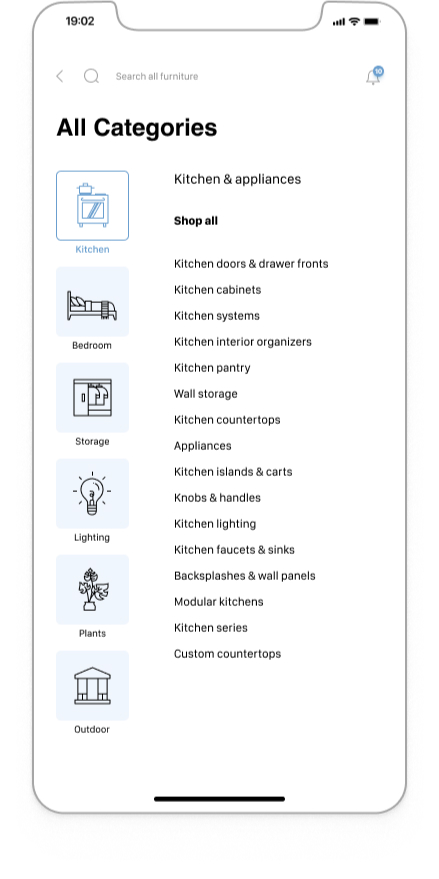 19:02
Search all furniture
10
All Categories
Kitchen
Bedroom
Storage
Lighting
Plants
Outdoor
Kitchen & appliances
Shop all
Kitchen doors & drawer fronts
Kitchen cabinets
Kitchen systems
Kitchen interior organizers
Kitchen pantry
Wall storage
Kitchen countertops
Appliances
Kitchen islands & carts
Knobs & handles
Kitchen lighting
Kitchen faucets & sinks
Backsplashes & wall panels
Modular kitchens
Kitchen series
Custom countertops